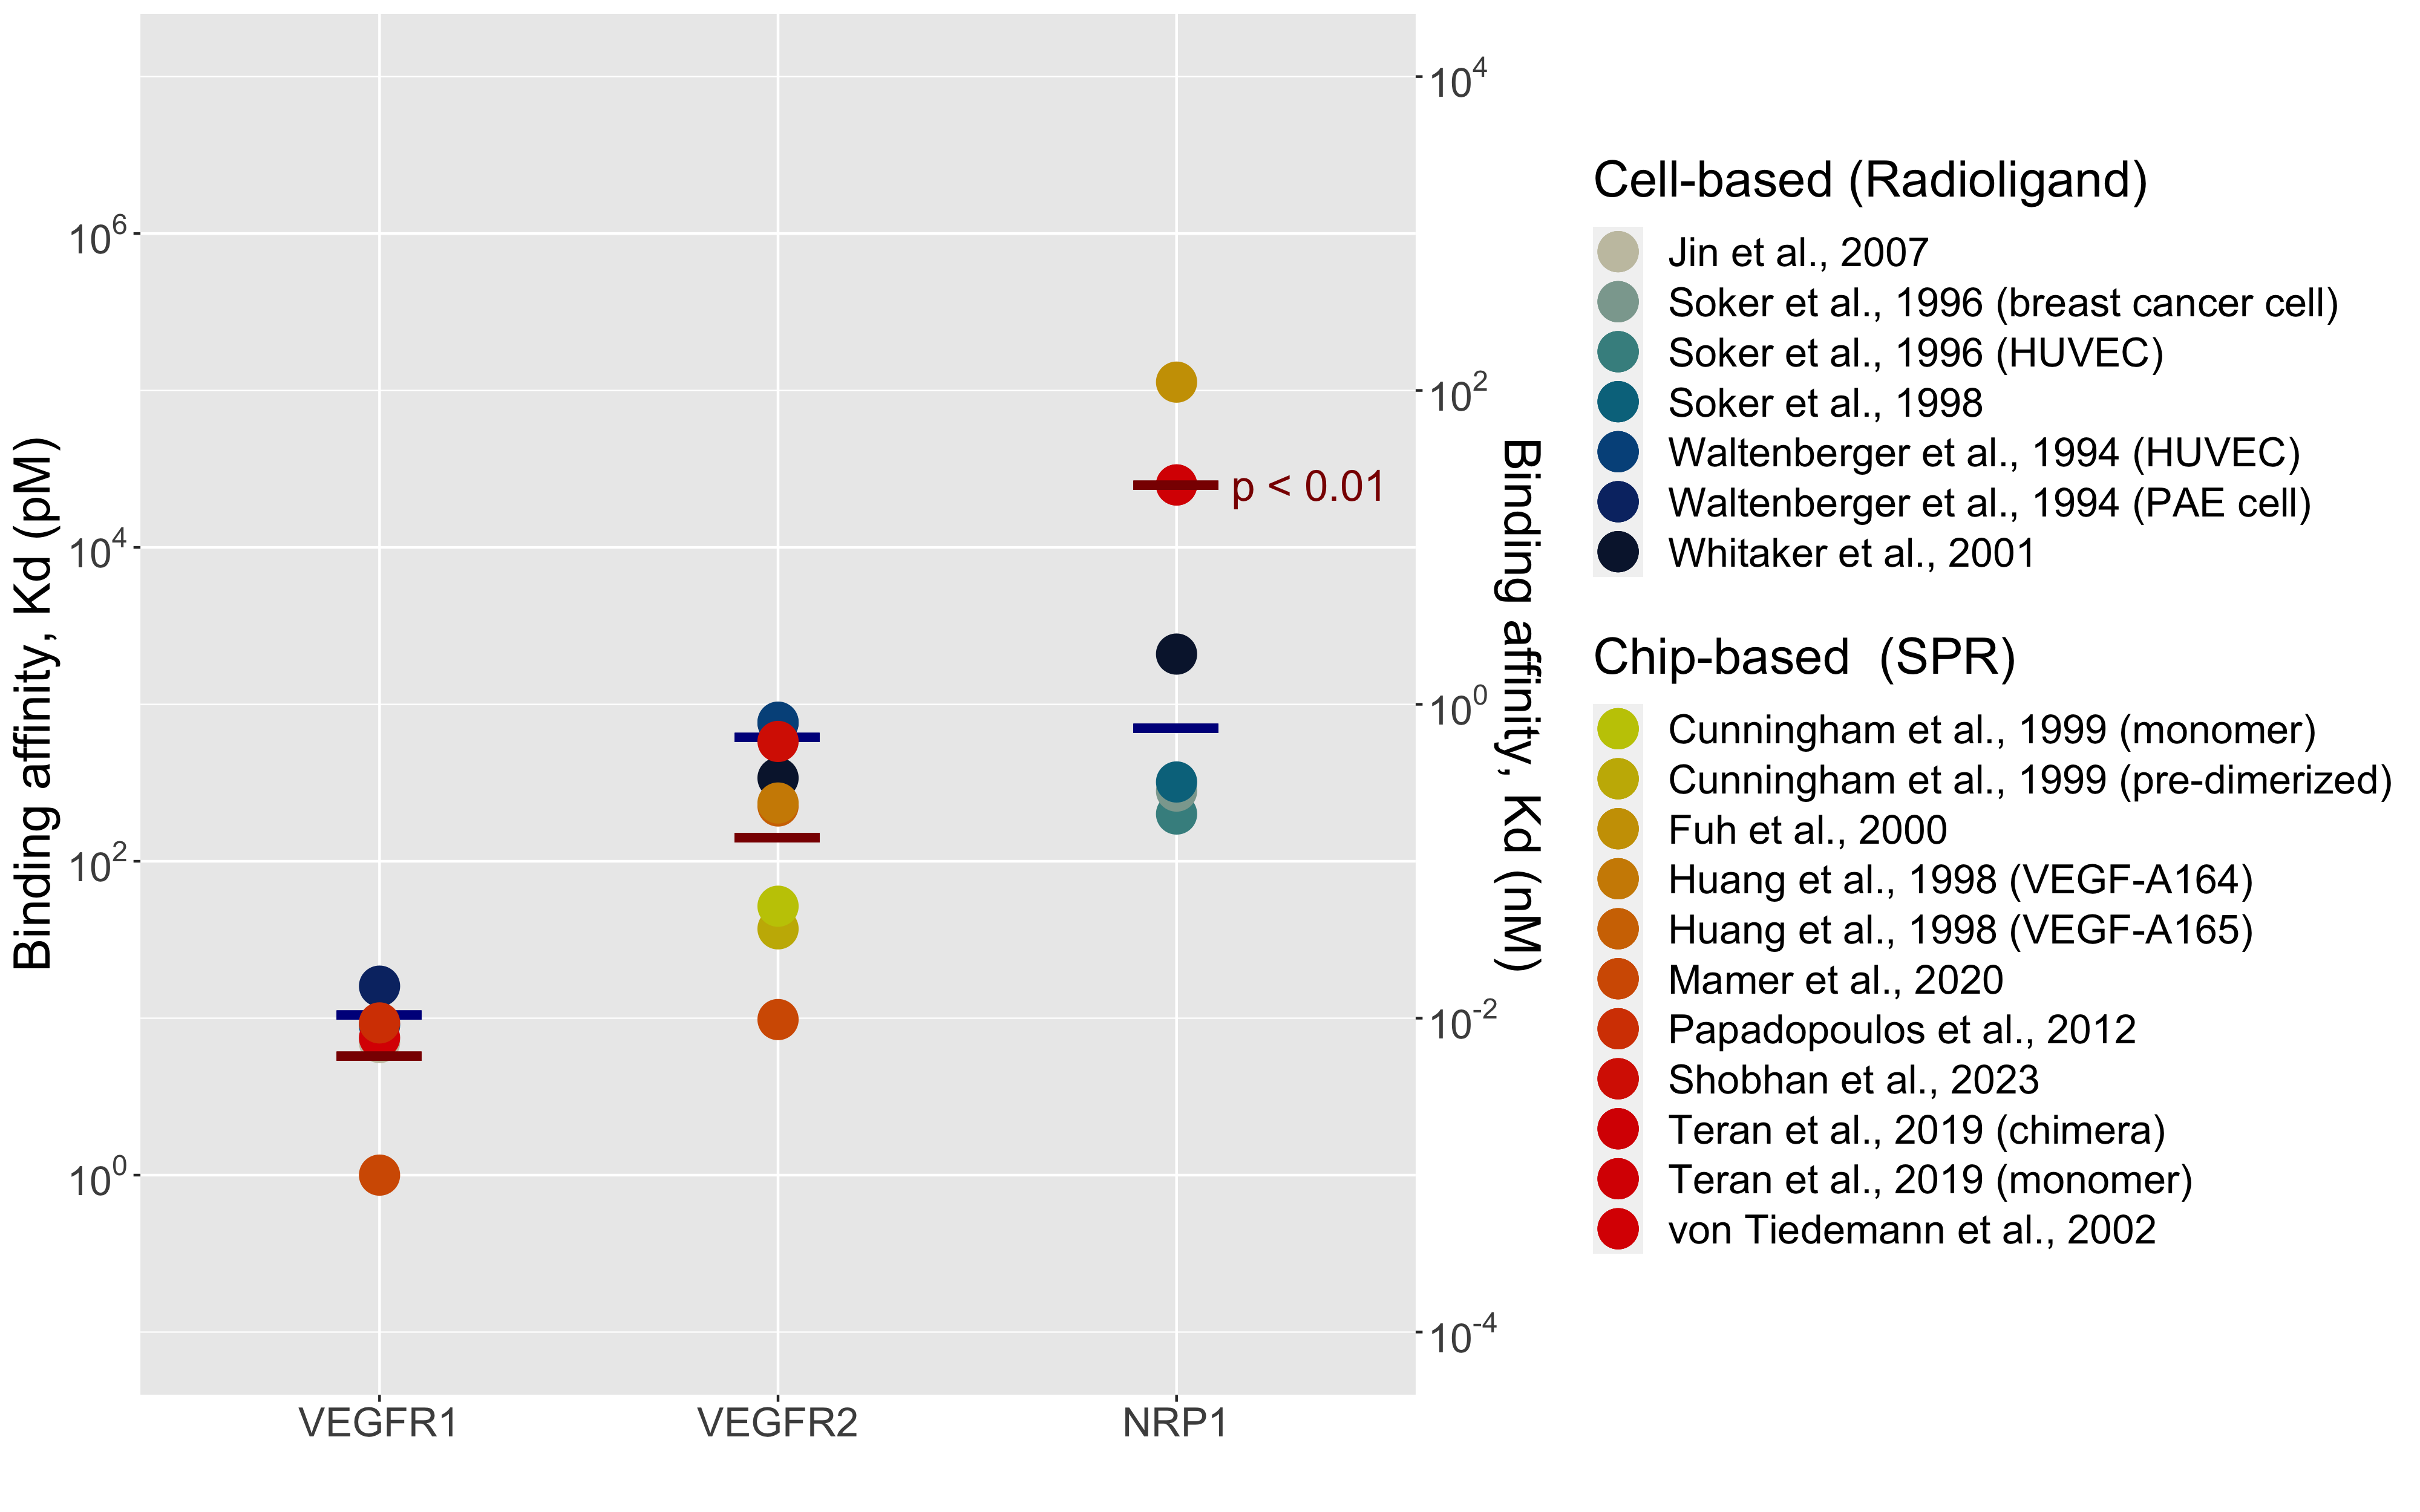 Binding affinity, Kd (pM)
10^6
10^4
10^2
10^0
VEGFR1
VEGFR2
NRP1
p < 0.01
10^4
10^2
10^0
10^-2
10^-4
Binding affinity, Kd (nM)
Cell-based (Radioligand)
Jin et al., 2007
Soker et al., 1996 (breast cancer cell)
Soker et al., 1996 (HUVEC)
Soker et al., 1998
Waltenberger et al., 1994 (HUVEC)
Waltenberger et al., 1994 (PAE cell)
Whitaker et al., 2001
Chip-based (SPR)
Cunningham et al., 1999 (monomer)
Cunningham et al., 1999 (pre-dimerized)
Fuh et al., 2000
Huang et al., 1998 (VEGF-A164)
Huang et al., 1998 (VEGF-A165)
Mamer et al., 2020
Papadopoulos et al., 2012
Shobhan et al., 2023
Teran et al., 2019 (chimera)
Teran et al., 2019 (monomer)
von Tiedemann et al., 2002